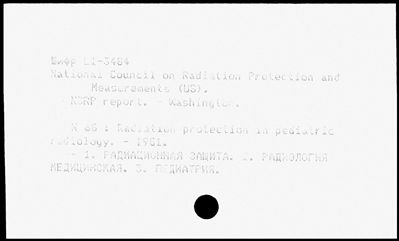 Шифр Е1-3484
National Council on Radiation Protection and
Measurements (US).
- NCRP report. - Washington.
N 68 : Radiation protection in pediatric
radiology. - 1981.
- 1. РАДИАЦИОННАЯ ЗАЩИТА. 2. РАДИОЛОГИЯ
МЕДИЦИНСКАЯ. 3. ПЕДИАТРИЯ.